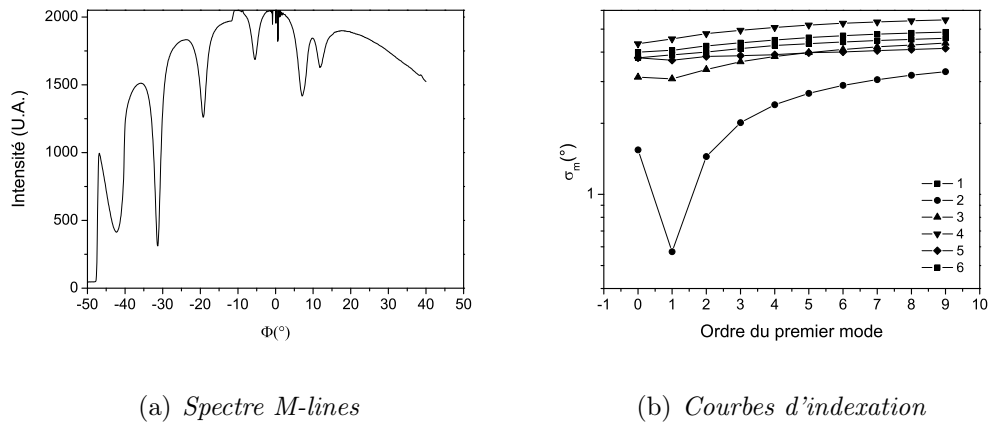 2000
1500
1000
500
0
-50 -40 -30 -20 -10 0 10 20 30 40 50
Intensité (U.A.)
Φ(°)
(a) Spectre M-lines
σm(°)
1
-1 0 1 2 3 4 5 6 7 8 9 10
Ordre du premier mode
1
2
3
4
5
6
(b) Courbes d'indexation